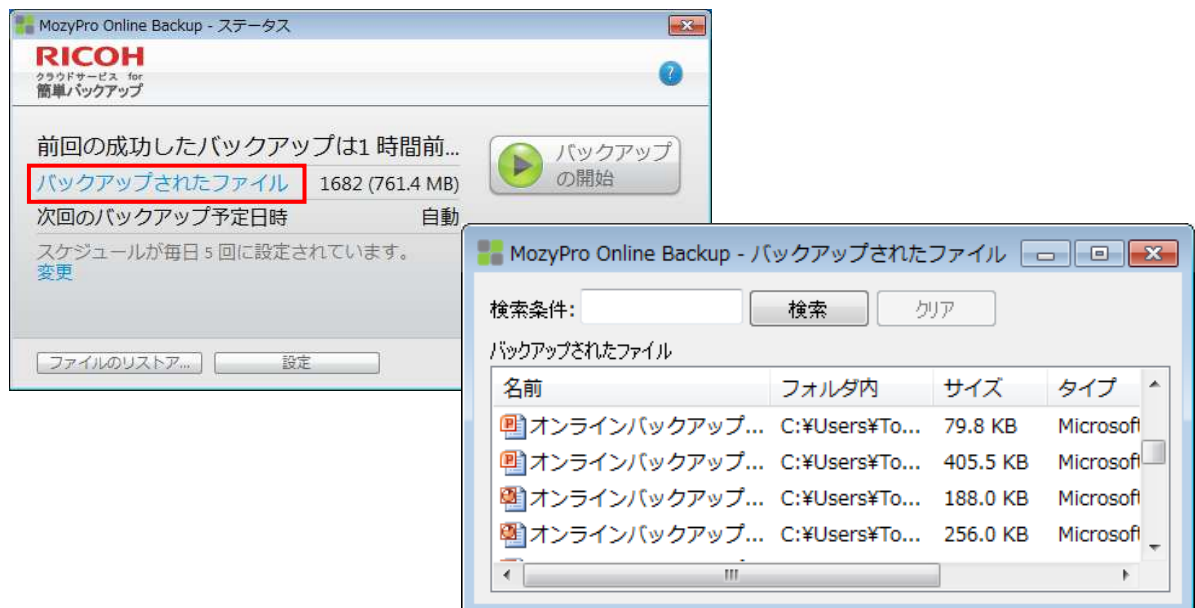 MozyPro Online Backup - ステータス
RICOH
クラウドサービス for
簡単バックアップ
?
前回の成功したバックアップは1 時間前...
バックアップされたファイル 1682 (761.4 MB)
次回のバックアップ予定日時 自動
スケジュールが毎日 5 回に設定されています。
変更
バックアップ
の開始
ファイルのリストア... 設定
MozyPro Online Backup - バックアップされたファイル
検索条件: 検索 クリア
バックアップされたファイル
名前 フォルダ内 サイズ タイプ
オンラインバックアップ... C:¥Users¥To... 79.8 KB Microsoft
オンラインバックアップ... C:¥Users¥To... 405.5 KB Microsoft
オンラインバックアップ... C:¥Users¥To... 188.0 KB Microsoft
オンラインバックアップ... C:¥Users¥To... 256.0 KB Microsoft